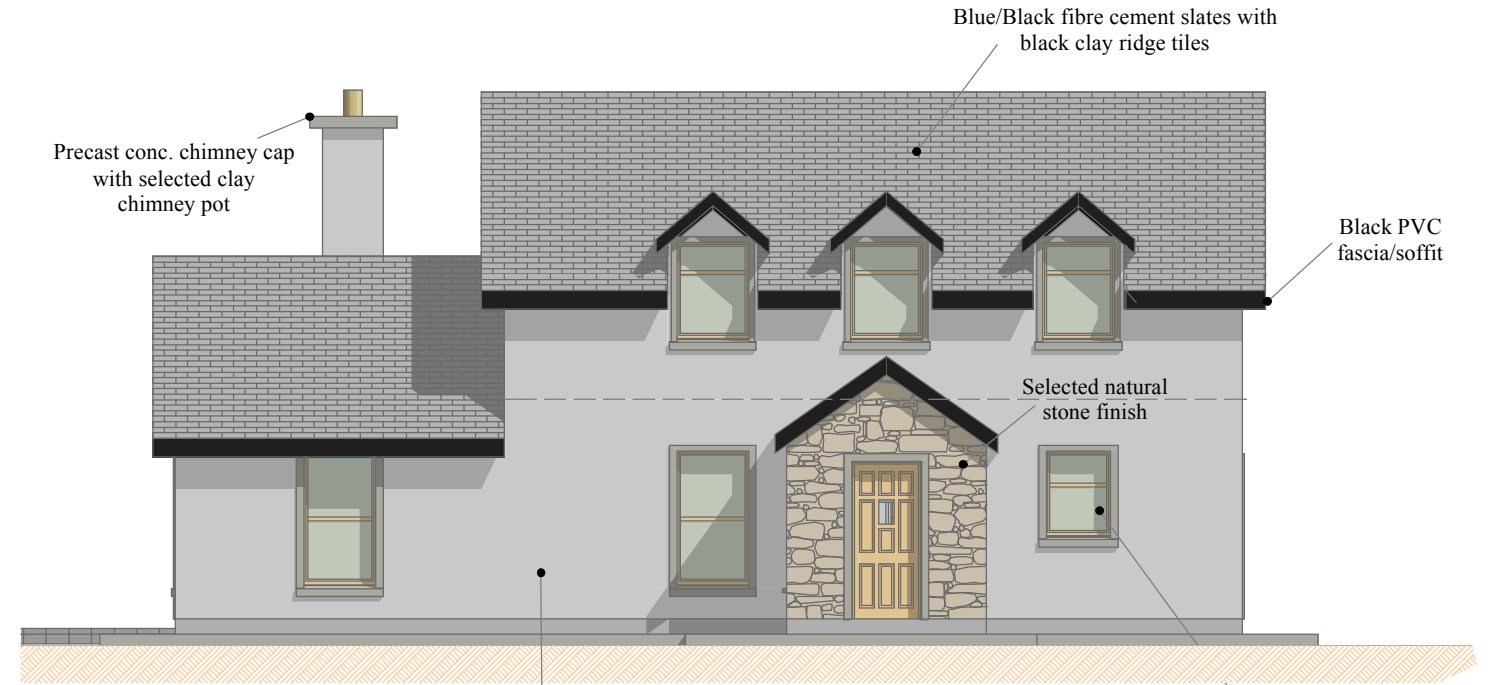 Blue/Black fibre cement slates with
black clay ridge tiles
Precast conc. chimney cap
with selected clay
chimney pot
Black PVC
fascia/soffit
Selected natural
stone finish